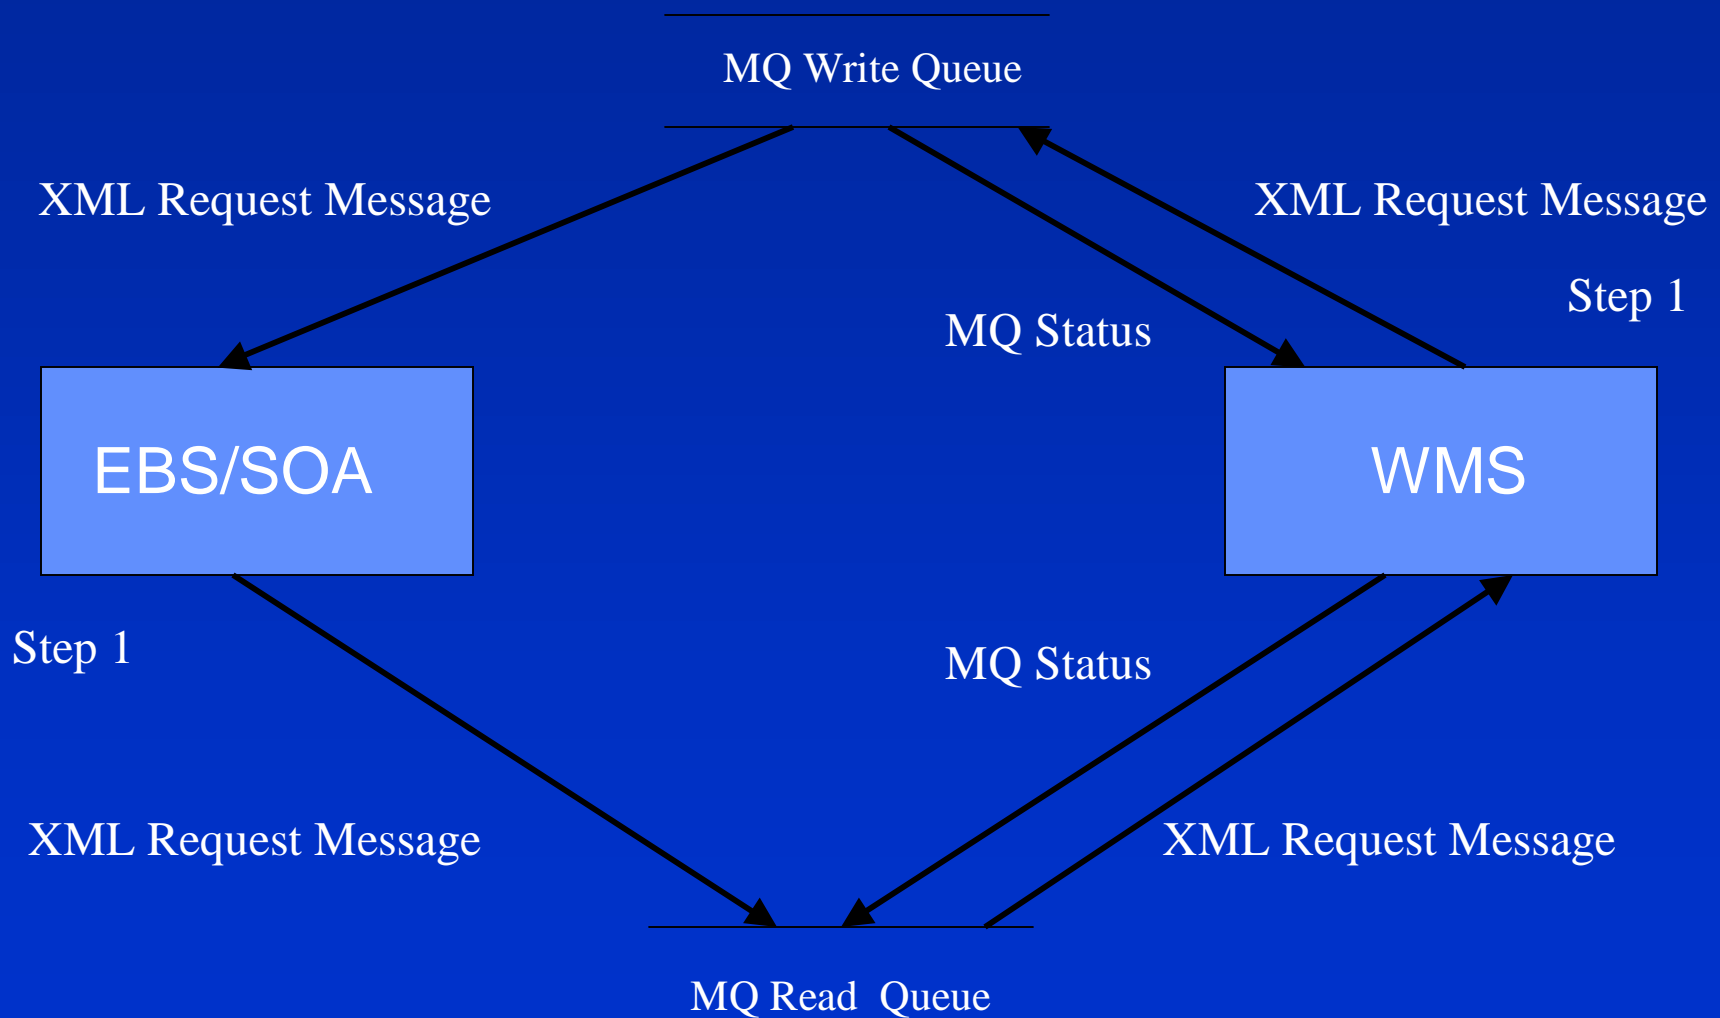 MQ Write Queue
XML Request Message
XML Request Message
Step 1
MQ Status
EBS/SOA
WMS
Step 1
MQ Status
XML Request Message
XML Request Message
MQ Read  Queue